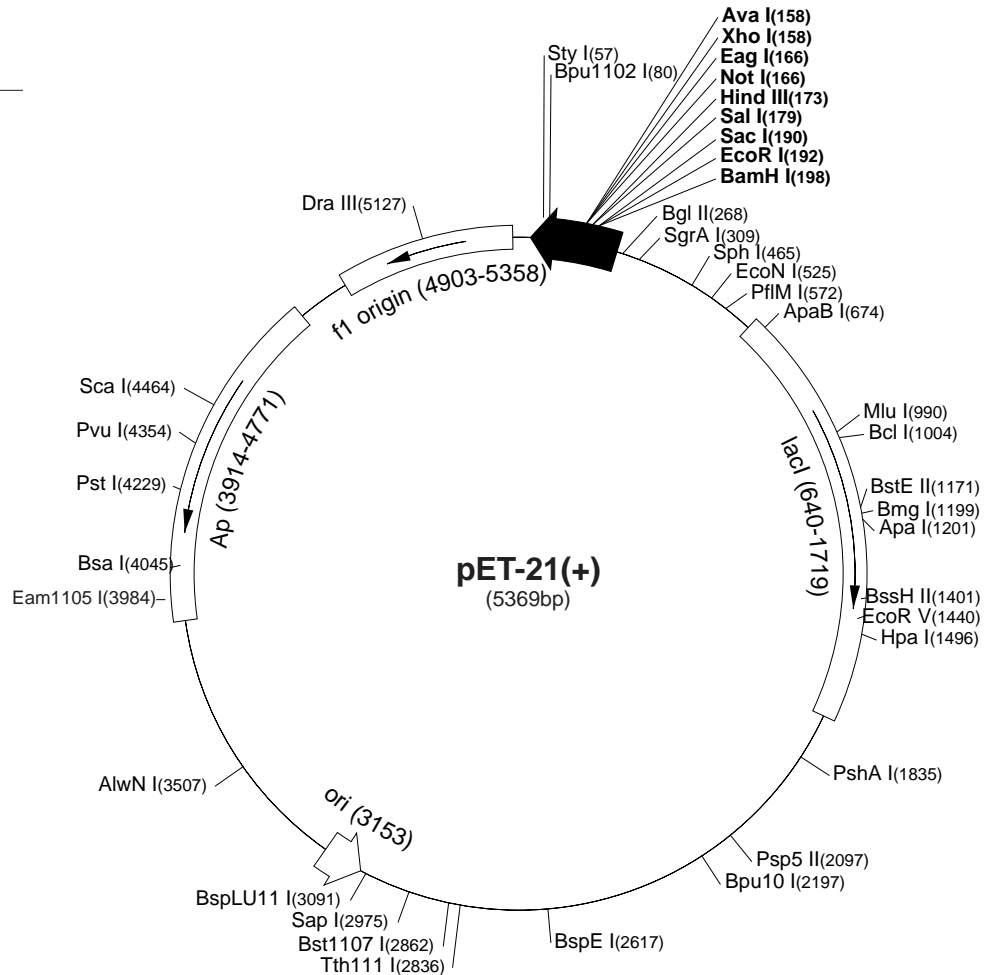 Ava I(158)
Xho I(158)
Eag I(166)
Not I(166)
Hind III(173)
Sal I(179)
Sac I(190)
EcoR I(192)
BamH I(198)
Sty I(57)
Bpu1102 I(80)
Bgl II(268)
SgrA I(309)
Sph I(465)
EcoN I(525)
PflM I(572)
ApaB I(674)
Mlu I(990)
Bcl I(1004)
BstE II(1171)
Bmg I(1199)
Apa I(1201)
BssH II(1401)
EcoR V(1440)
Hpa I(1496)
PshA I(1835)
Psp5 II(2097)
Bpu10 I(2197)
BspE I(2617)
Tth111 I(2836)
Bst1107 I(2862)
Sap I(2975)
BspLU11 I(3091)
AlwN I(3507)
Eam1105 I(3984)
Bsa I(4045)
Pst I(4229)
Pvu I(4354)
Sca I(4464)
Dra III(5127)
f1 origin (4903-5358)
lacI (640-1719)
Ap (3914-4771)
ori (3153)
pET-21(+)
(5369bp)